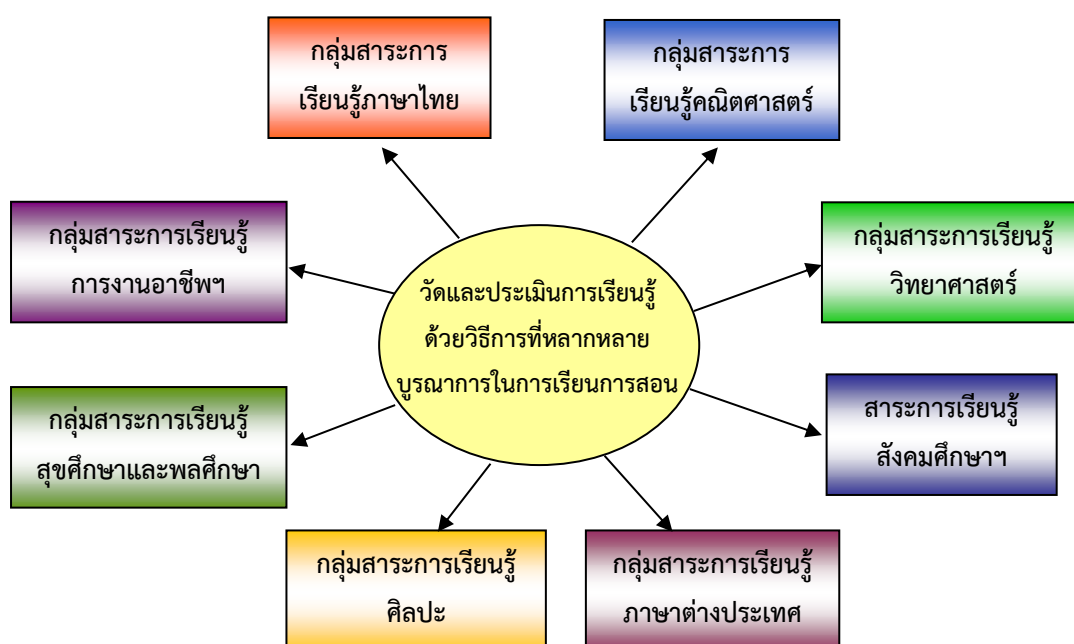 กลุ่มสาระการ
เรียนรู้ภาษาไทย
กลุ่มสาระการ
เรียนรู้คณิตศาสตร์
กลุ่มสาระการเรียนรู้
การงานอาชีพฯ
กลุ่มสาระการเรียนรู้
วิทยาศาสตร์
วัดและประเมินการเรียนรู้
ด้วยวิธีการที่หลากหลาย
บูรณาการในการเรียนการสอน
กลุ่มสาระการเรียนรู้
สุขศึกษาและพลศึกษา
สาระการเรียนรู้
สังคมศึกษาฯ
กลุ่มสาระการเรียนรู้
ศิลปะ
กลุ่มสาระการเรียนรู้
ภาษาต่างประเทศ